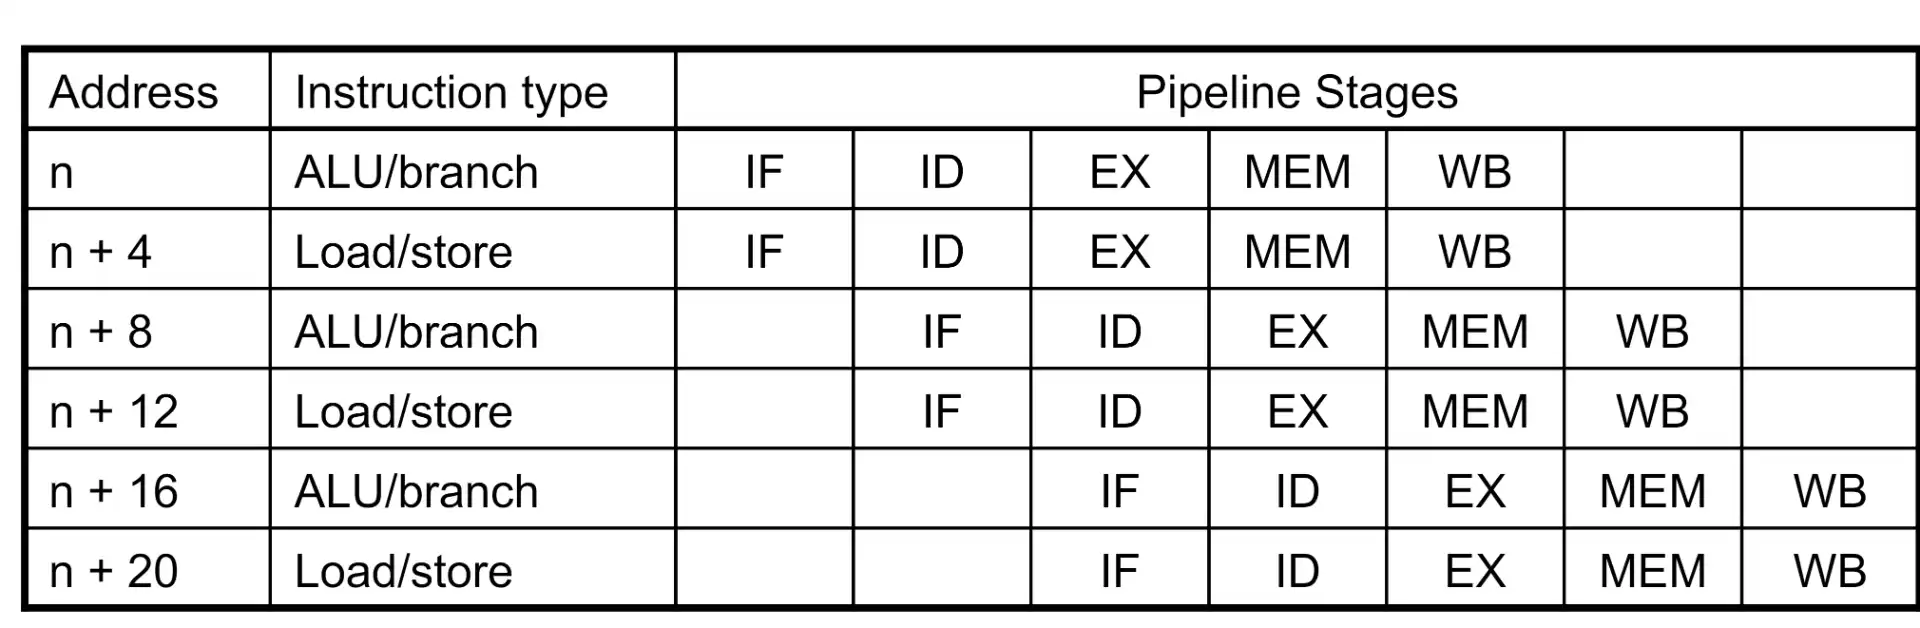 Address Instruction type Pipeline Stages
n ALU/branch IF ID EX MEM WB
n + 4 Load/store IF ID EX MEM WB
n + 8 ALU/branch IF ID EX MEM WB
n + 12 Load/store IF ID EX MEM WB
n + 16 ALU/branch IF ID EX MEM WB
n + 20 Load/store IF ID EX MEM WB